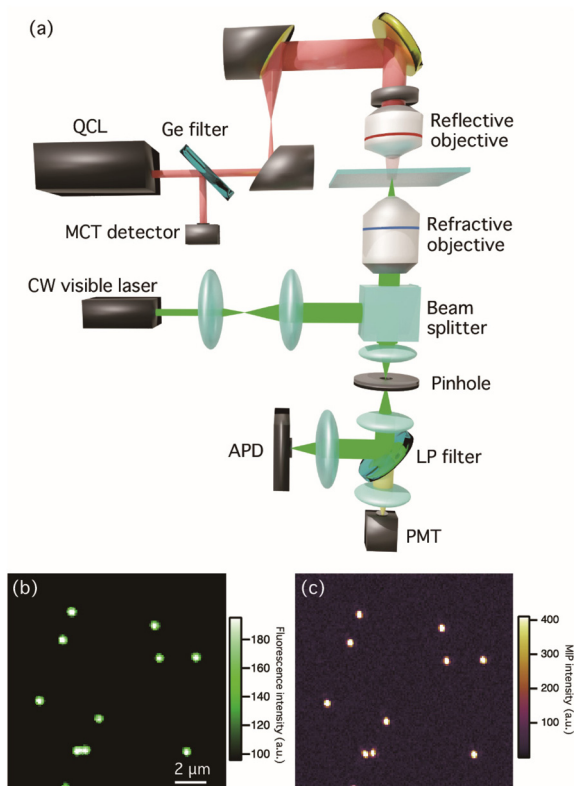 (a)
QCL
Ge filter
Reflective
objective
MCT detector
Refractive
objective
CW visible laser
Beam
splitter
Pinhole
APD
LP filter
PMT
(b)
180
160
140
120
100
Fluorescence intensity (a.u.)
2 μm
(c)
400
300
200
100
MIP intensity (a.u.)